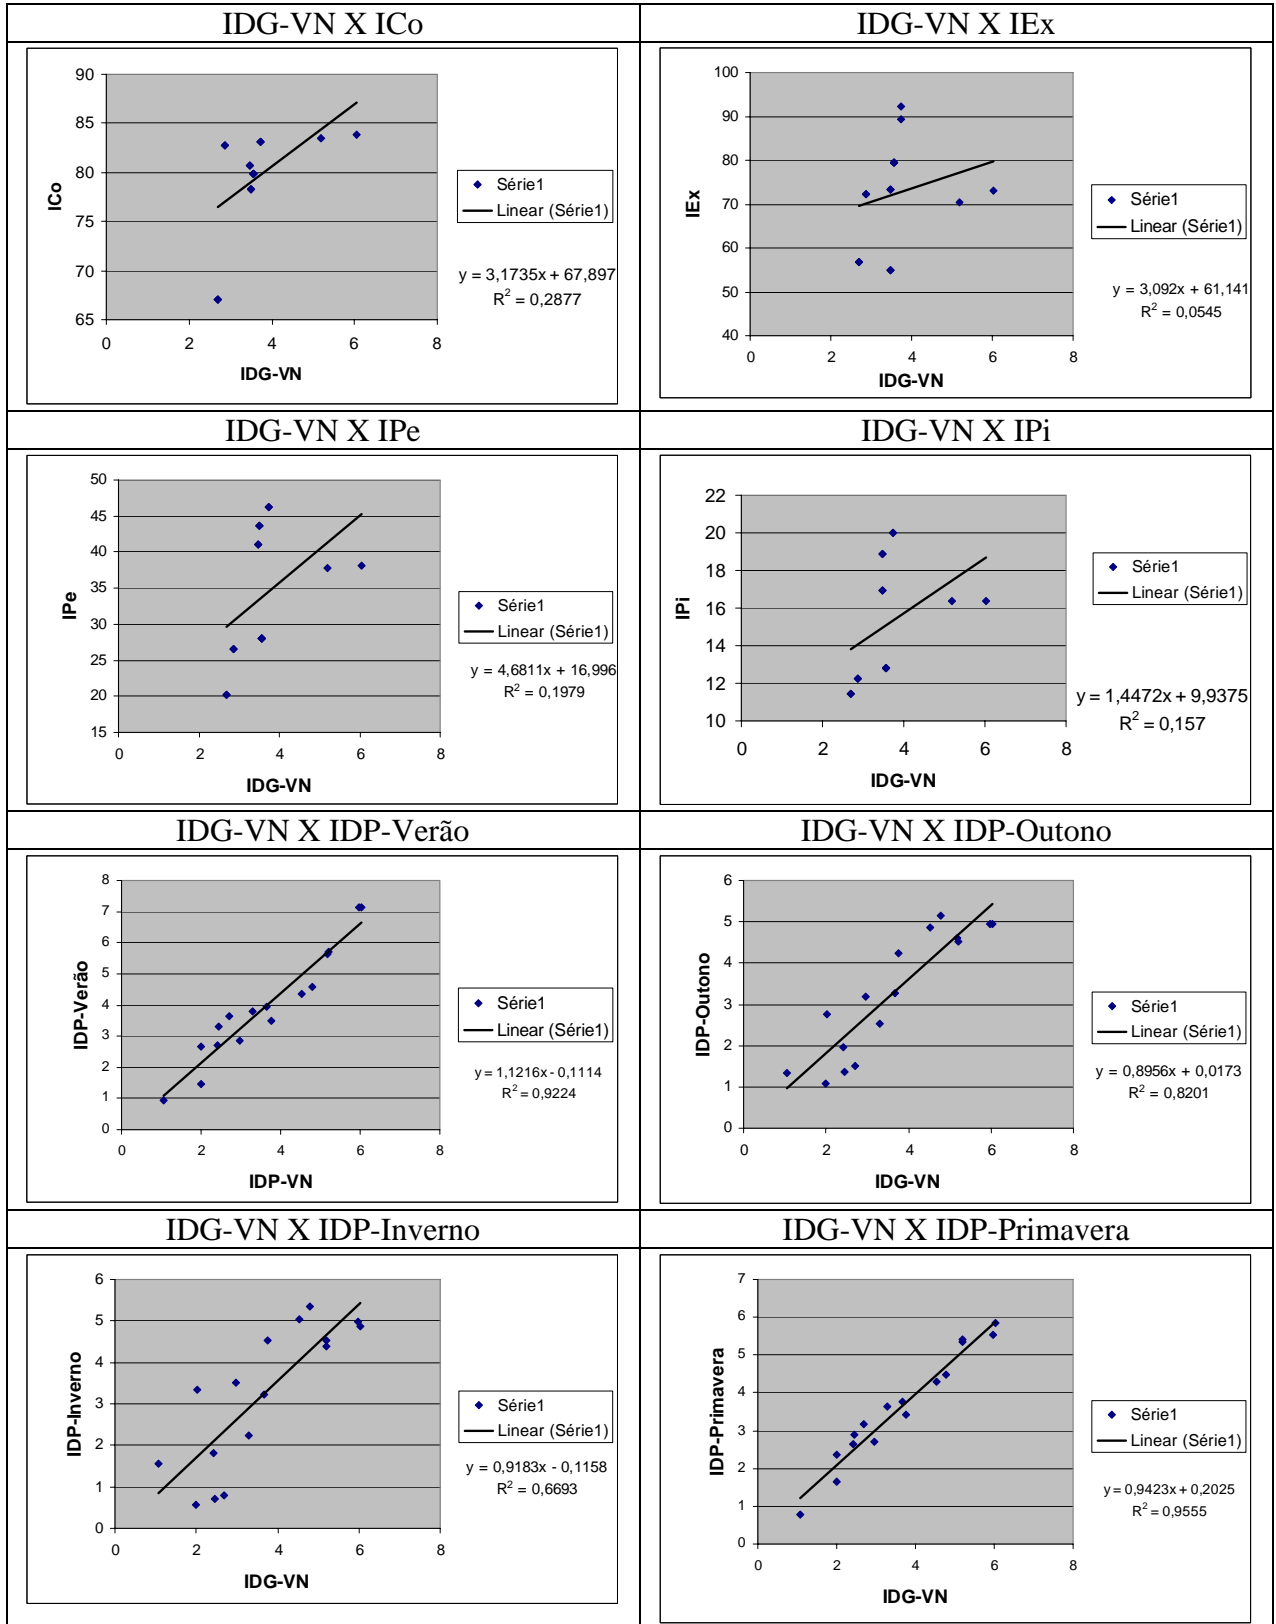 IDG-VN X ICo
90
85
80
75
70
65
0 2 4 6 8
ICo
IDG-VN
Série1
Linear (Série1)
y = 3,1735x + 67,897
R² = 0,2877
IDG-VN X IEx
100
90
80
70
60
50
40
0 2 4 6 8
IEx
IDG-VN
Série1
Linear (Série1)
y = 3,092x + 61,141
R² = 0,0545
IDG-VN X IPe
50
45
40
35
30
25
20
15
0 2 4 6 8
IPe
IDG-VN
Série1
Linear (Série1)
y = 4,6811x + 16,996
R² = 0,1979
IDG-VN X IPi
22
20
18
16
14
12
10
0 2 4 6 8
IPi
IDG-VN
Série1
Linear (Série1)
y = 1,4472x + 9,9375
R² = 0,157
IDG-VN X IDP-Verão
8
7
6
5
4
3
2
1
0
0 2 4 6 8
IDP-Verão
IDP-VN
Série1
Linear (Série1)
y = 1,1216x - 0,1114
R² = 0,9224
IDG-VN X IDP-Outono
6
5
4
3
2
1
0
0 2 4 6 8
IDP-Outono
IDG-VN
Série1
Linear (Série1)
y = 0,8956x + 0,0173
R² = 0,8201
IDG-VN X IDP-Inverno
6
5
4
3
2
1
0
0 2 4 6 8
IDP-Inverno
IDG-VN
Série1
Linear (Série1)
y = 0,9183x - 0,1158
R² = 0,6693
IDG-VN X IDP-Primavera
7
6
5
4
3
2
1
0
0 2 4 6 8
IDP-Primavera
IDG-VN
Série1
Linear (Série1)
y = 0,9423x + 0,2025
R² = 0,9555